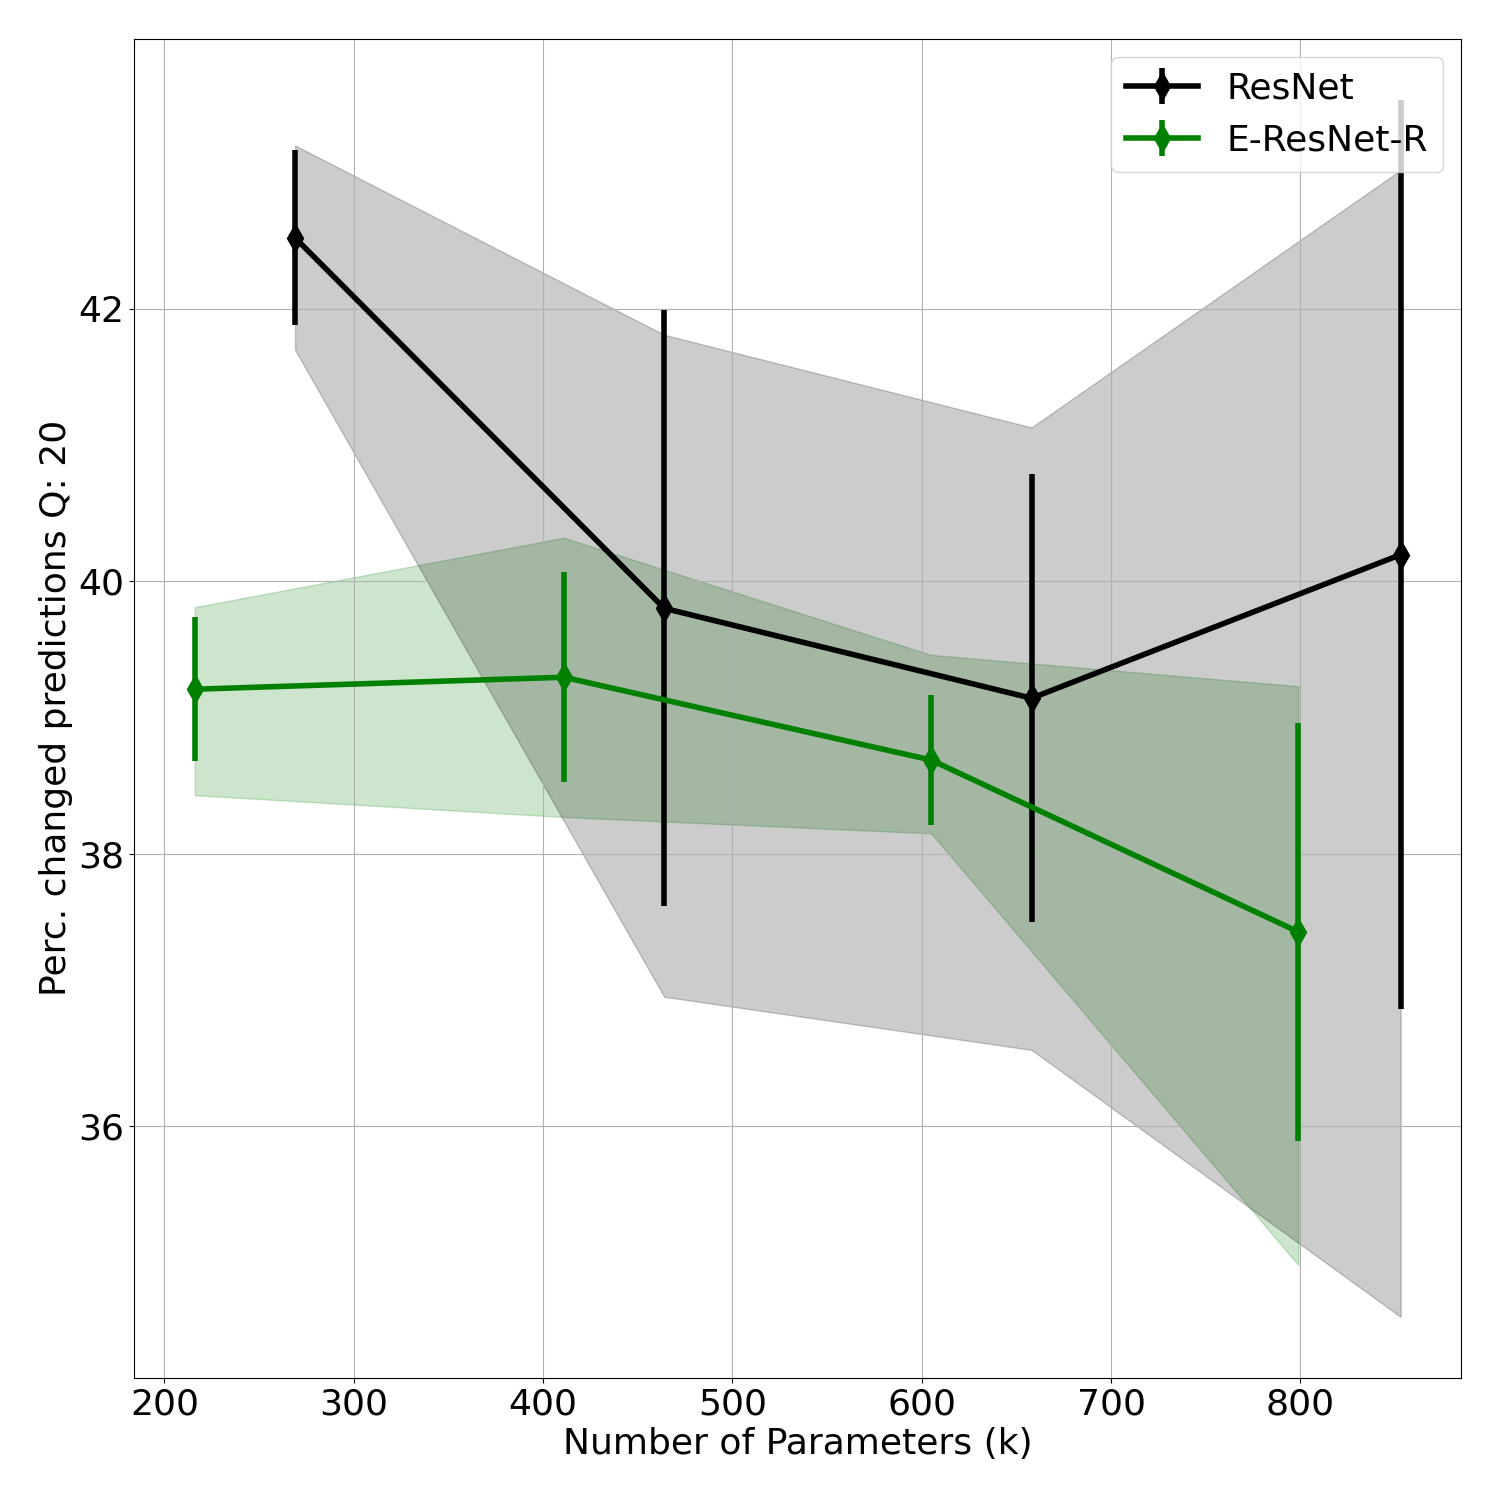 ResNet
E-ResNet-R
Perc. changed predictions Q: 20
42
40
38
36
200 300 400 500 600 700 800
Number of Parameters (k)